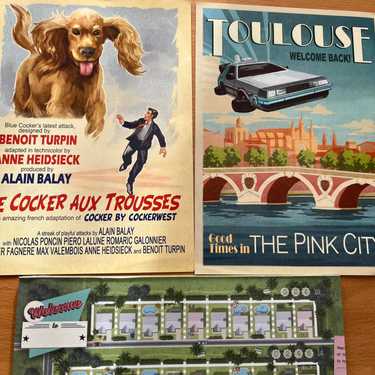 Blue Cocker's latest attack,
designed by
BENOIT TURPIN
adapted in technicolor by
ANNE HEIDSIECK
produced by
ALAIN BALAY
E COCKER AUX TROUSSES
amazing french adaptation of COCKER BY COCKERWEST
A streak of playful attacks by ALAIN BALAY
with NICOLAS PONCIN PIERO LALUNE ROMARIC GALONNIER
ER FAGNERE MAX VALEMBOIS ANNE HEIDSIECK and BENOIT TURPIN
TOULOUSE
WELCOME BACK!
Good
Times in THE PINK CITY
Welcome
to